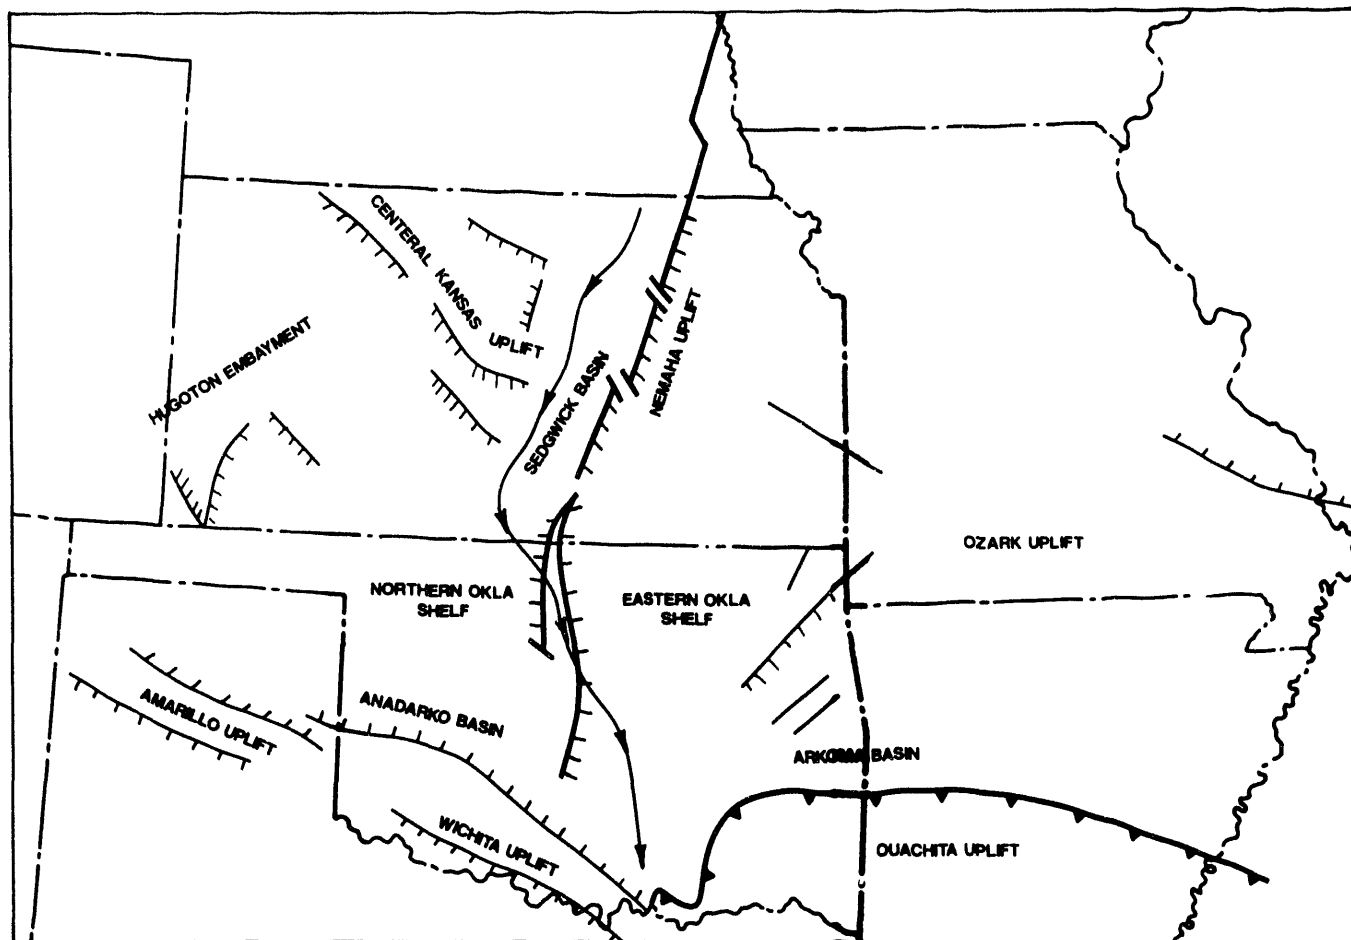 CENTERAL KANSAS
UPLIFT
HUGOTON EMBAYMENT
SEDGWICK BASIN
NEMAHA UPLIFT
OZARK UPLIFT
NORTHERN OKLA
SHELF
EASTERN OKLA
SHELF
AMARILLO UPLIFT
ANADARKO BASIN
ARKOMA BASIN
WICHITA UPLIFT
OUACHITA UPLIFT